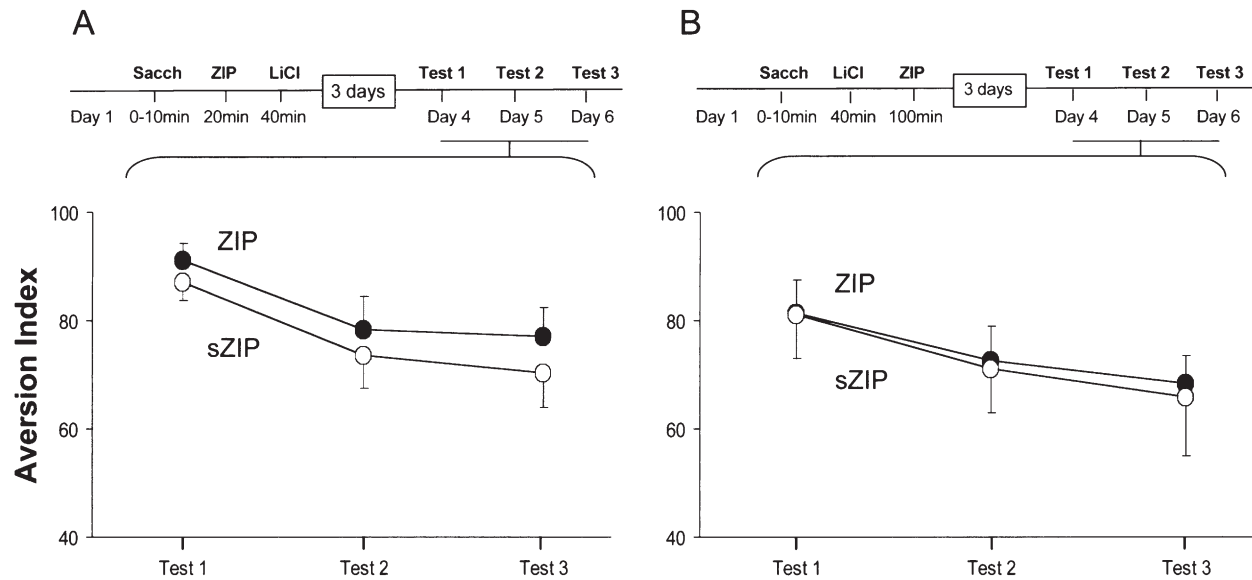 A
Sacch ZIP LiCl Test 1 Test 2 Test 3
3 days
Day 1 0-10min 20min 40min Day 4 Day 5 Day 6
100
80
60
40
Aversion Index
ZIP
sZIP
Test 1 Test 2 Test 3
B
Sacch LiCl ZIP Test 1 Test 2 Test 3
3 days
Day 1 0-10min 40min 100min Day 4 Day 5 Day 6
100
80
60
40
ZIP
sZIP
Test 1 Test 2 Test 3